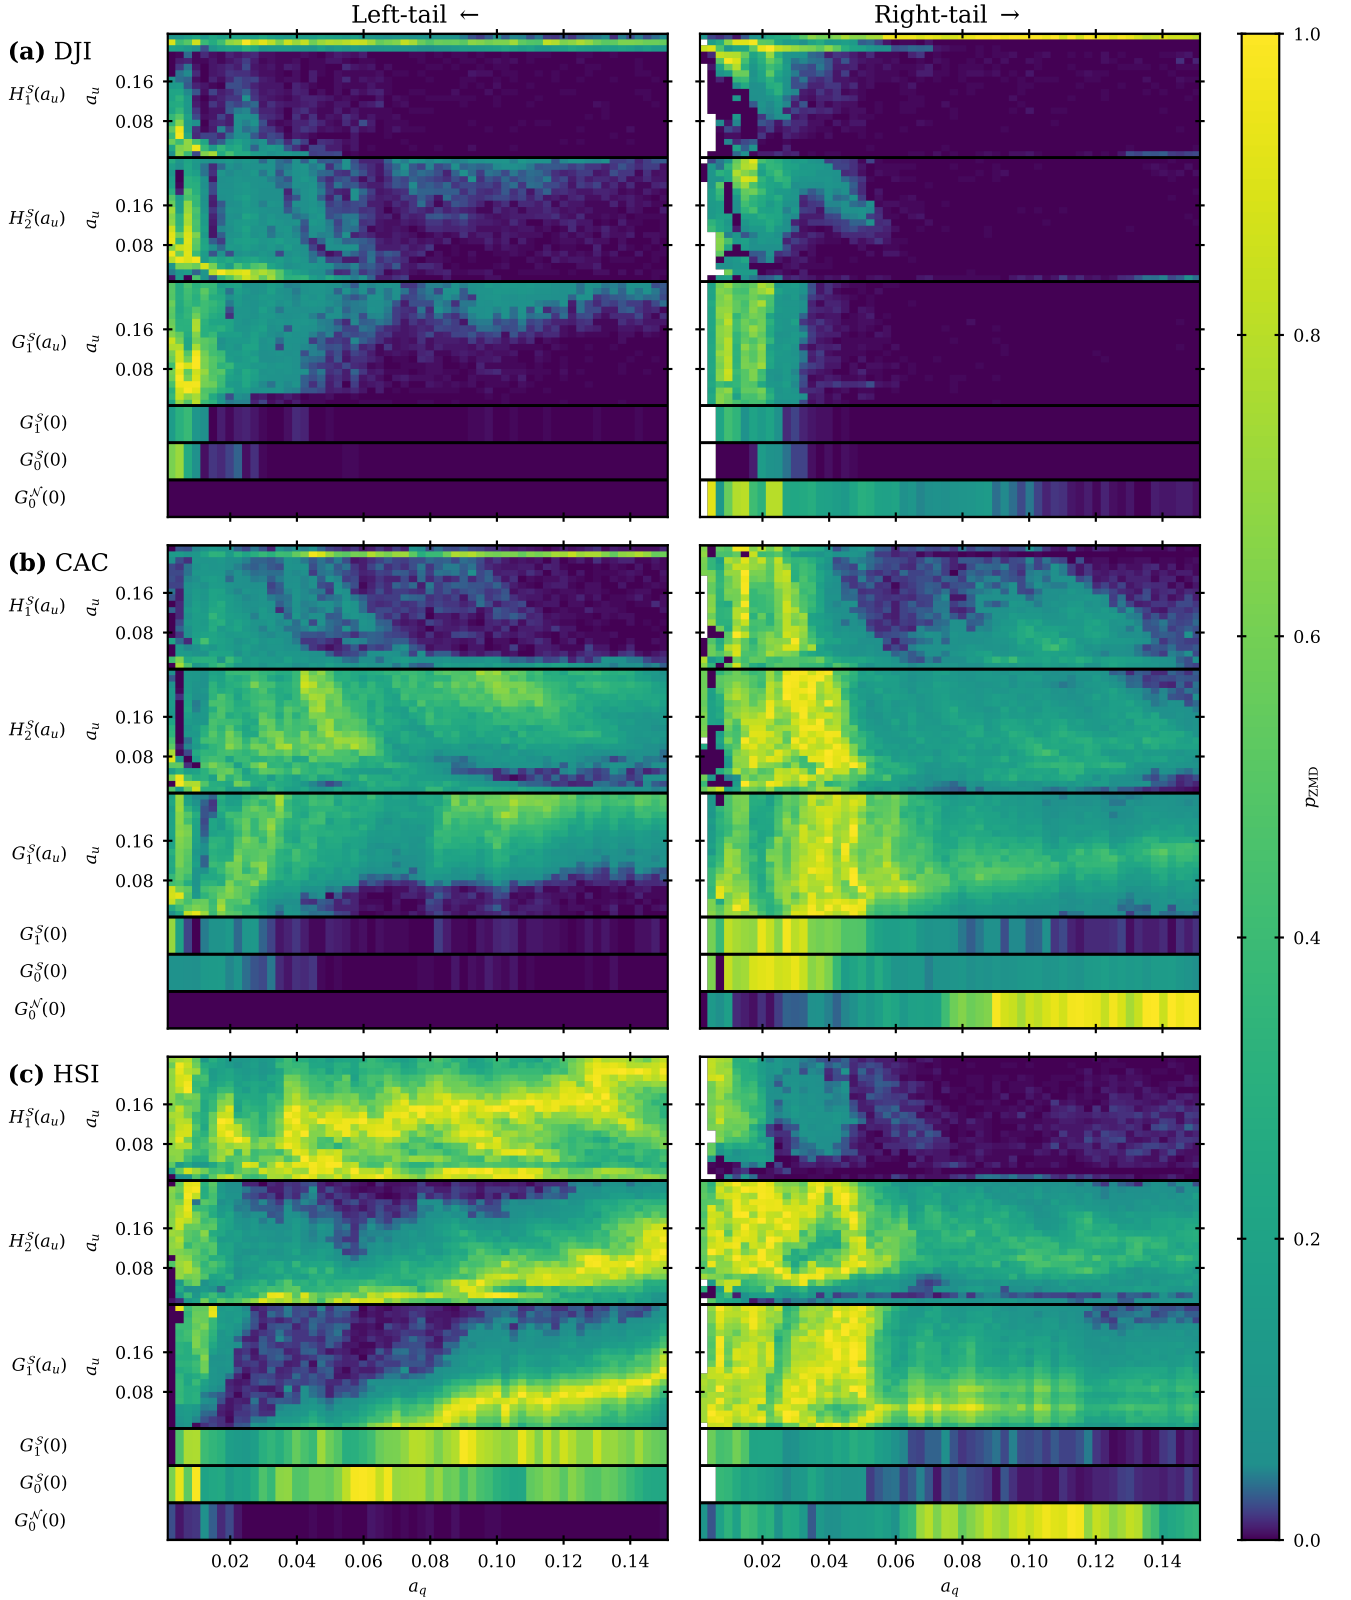 Left-tail ←
Right-tail →
(a) DJI
H_1^S(a_u) a_u 0.16 0.08
H_2^S(a_u) a_u 0.16 0.08
G_1^S(a_u) a_u 0.16 0.08
G_1^S(0)
G_0^S(0)
G_0^N(0)
(b) CAC
H_1^S(a_u) a_u 0.16 0.08
H_2^S(a_u) a_u 0.16 0.08
G_1^S(a_u) a_u 0.16 0.08
G_1^S(0)
G_0^S(0)
G_0^N(0)
(c) HSI
H_1^S(a_u) a_u 0.16 0.08
H_2^S(a_u) a_u 0.16 0.08
G_1^S(a_u) a_u 0.16 0.08
G_1^S(0)
G_0^S(0)
G_0^N(0)
0.02 0.04 0.06 0.08 0.10 0.12 0.14
a_q
0.02 0.04 0.06 0.08 0.10 0.12 0.14
a_q
1.0
0.8
0.6
0.4
0.2
0.0
p_ZMD